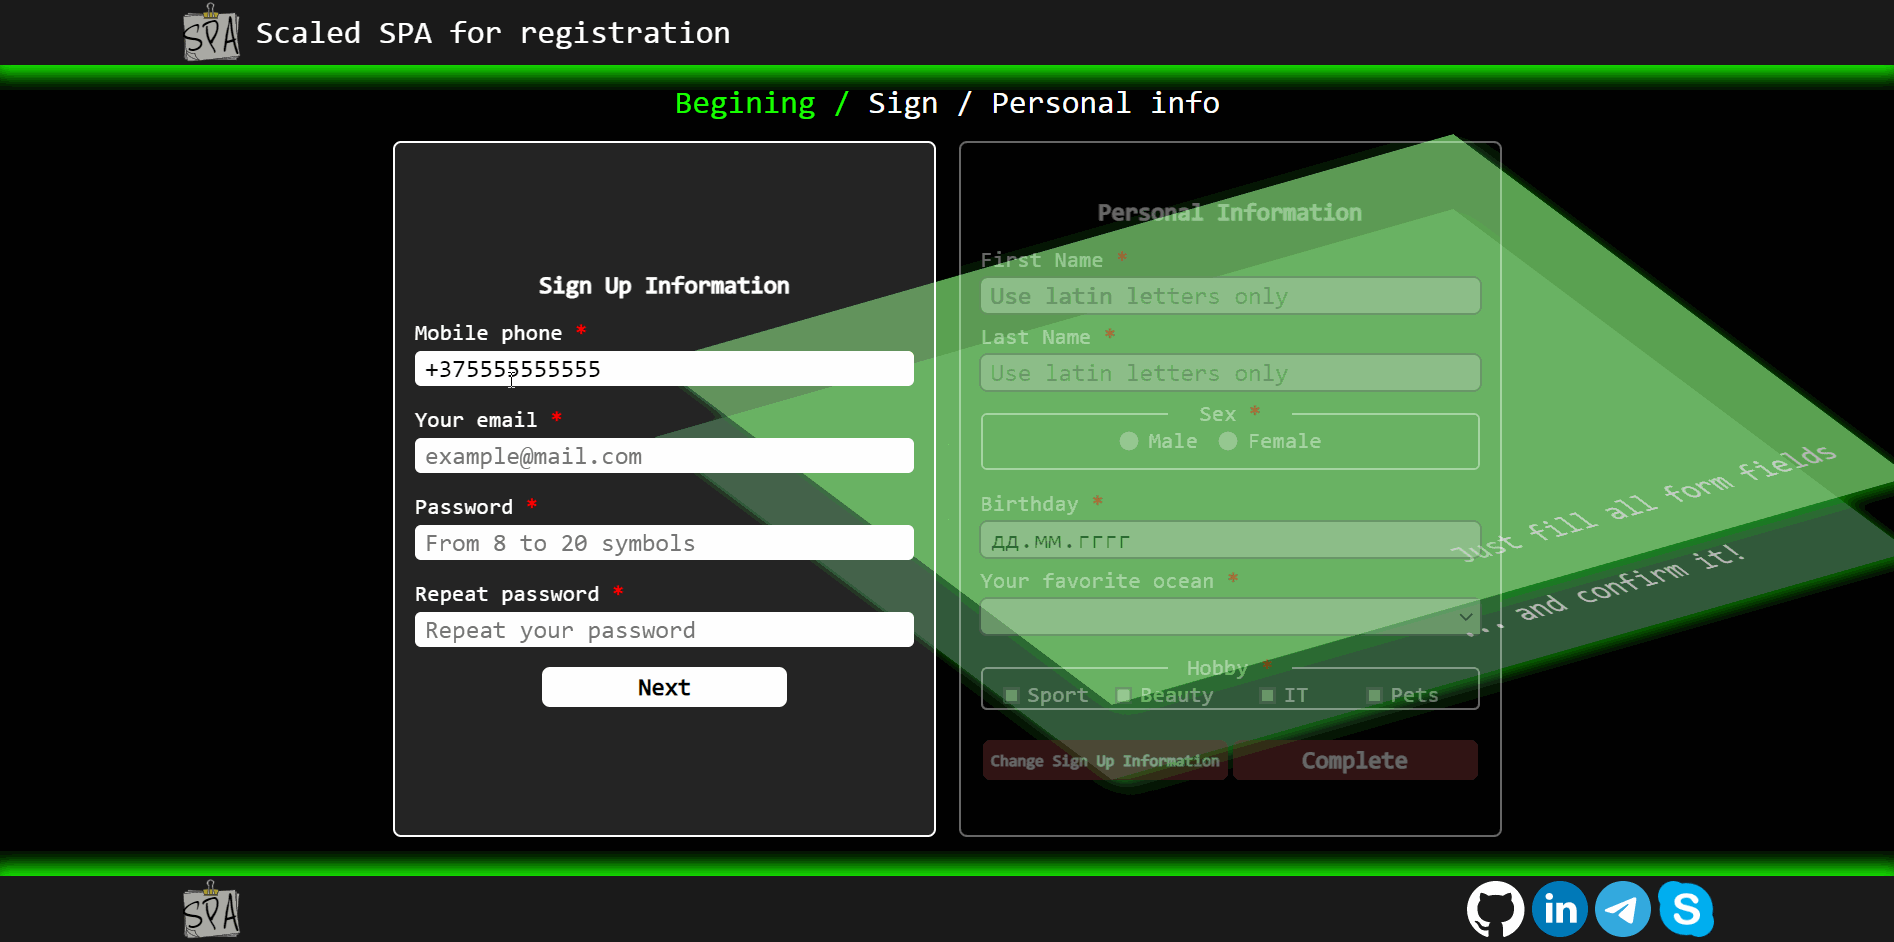 SPA Scaled SPA for registration
Begining / Sign / Personal info
Sign Up Information
Mobile phone *
+375555555555
Your email *
example@mail.com
Password *
From 8 to 20 symbols
Repeat password *
Repeat your password
Next
Personal Information
First Name *
Use latin letters only
Last Name *
Use latin letters only
Sex *
Male Female
Birthday *
дд.мм.гггг
Your favorite ocean *
Hobby *
Sport Beauty IT Pets
Change Sign Up Information Complete
Just fill all form fields
... and confirm it!
SPA
in S